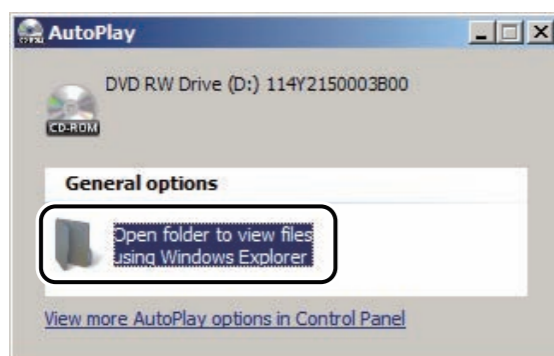 AutoPlay
DVD RW Drive (D:) 114Y2150003B00
CD-ROM
General options
Open folder to view files
using Windows Explorer
View more AutoPlay options in Control Panel